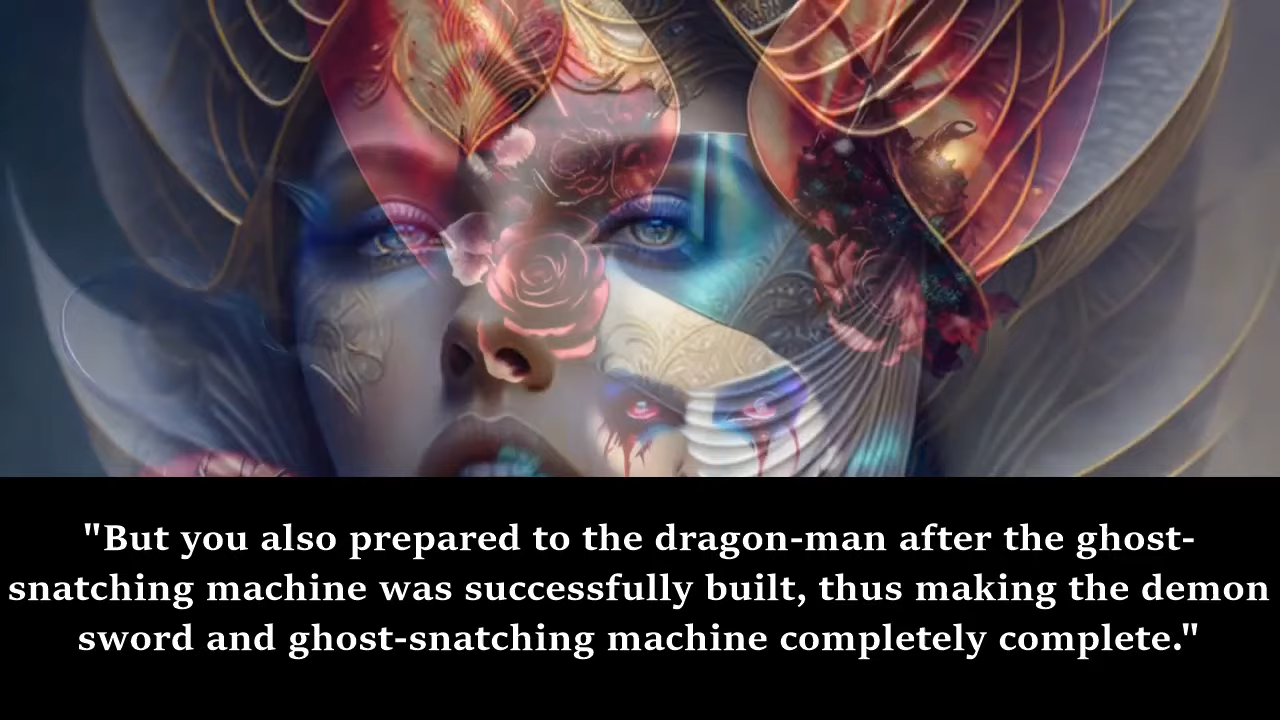 "But you also prepared to the dragon-man after the ghost-
snatching machine was successfully built, thus making the demon
sword and ghost-snatching machine completely complete."